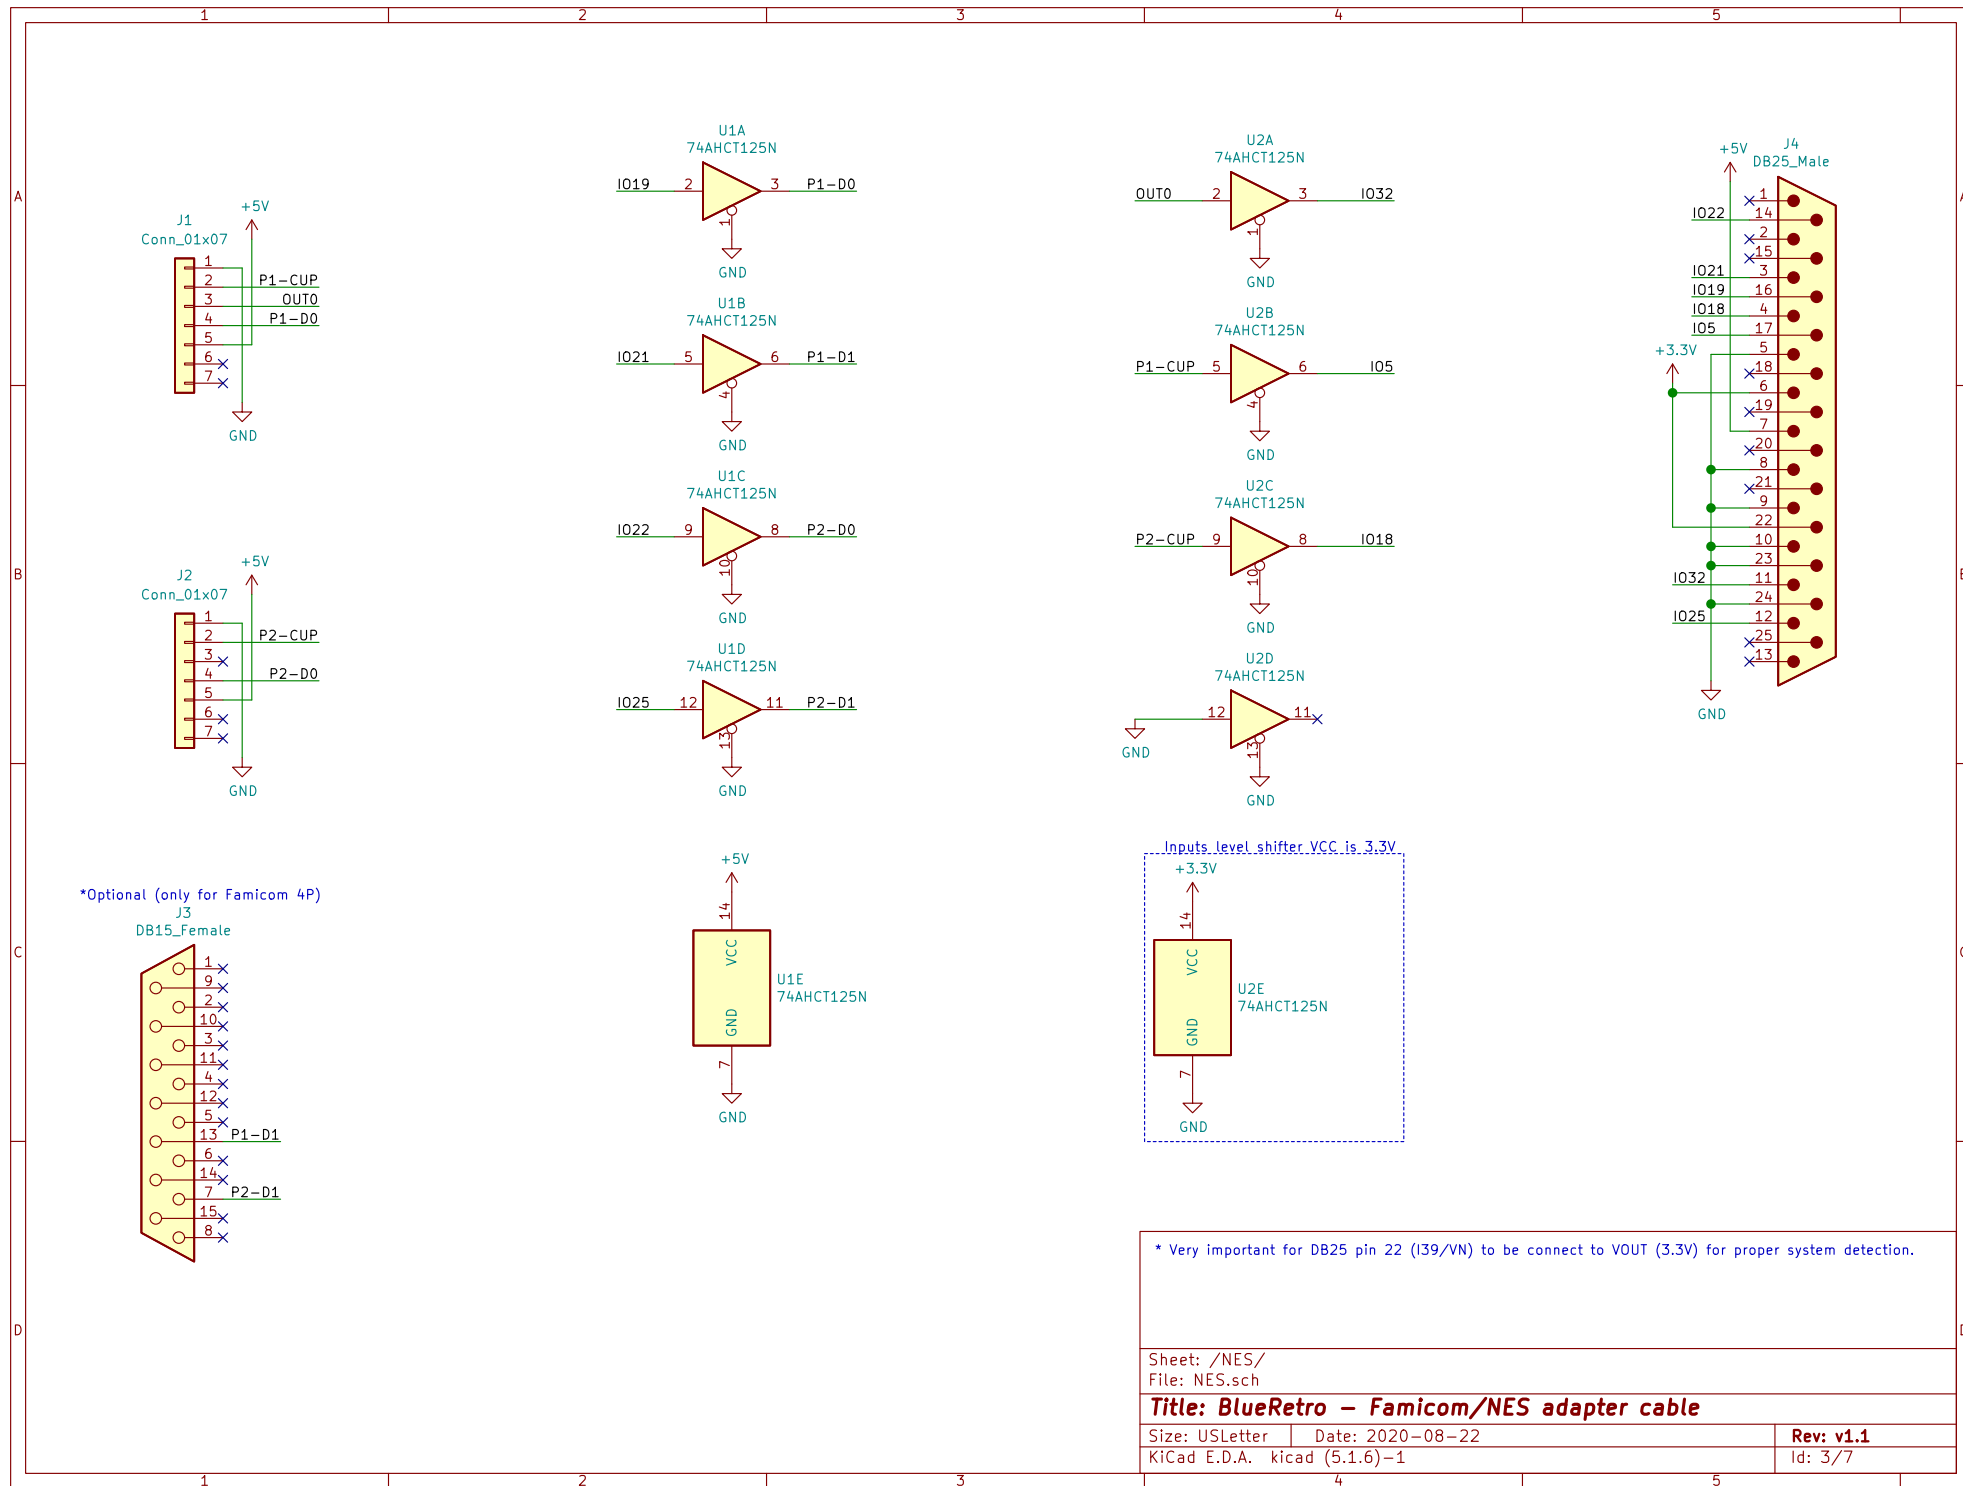 1 2 3 4 5
A
B
C
D
J1
Conn_01x07
+5V
1
2 P1-CUP
3 OUT0
4 P1-D0
5
6
7
GND
J2
Conn_01x07
+5V
1
2 P2-CUP
3
4 P2-D0
5
6
7
GND
*Optional (only for Famicom 4P)
J3
DB15_Female
1
9
2
10
3
11
4
12
5
13 P1-D1
6
14
7 P2-D1
15
8
U1A
74AHCT125N
IO19 2 3 P1-D0
1
GND
U1B
74AHCT125N
IO21 5 6 P1-D1
4
GND
U1C
74AHCT125N
IO22 9 8 P2-D0
10
GND
U1D
74AHCT125N
IO25 12 11 P2-D1
13
GND
+5V
14
VCC
U1E
74AHCT125N
GND
7
GND
U2A
74AHCT125N
OUT0 2 3 IO32
1
GND
U2B
74AHCT125N
P1-CUP 5 6 IO5
4
GND
U2C
74AHCT125N
P2-CUP 9 8 IO18
10
GND
U2D
74AHCT125N
12 11
GND
13
GND
Inputs level shifter VCC is 3.3V
+3.3V
14
VCC
U2E
74AHCT125N
GND
7
GND
J4
DB25_Male
+5V
1
IO22 14
2
15
IO21 3
IO19 16
IO18 4
IO5 17
+3.3V
5
18
6
19
7
20
8
21
9
22
10
23
IO32 11
24
IO25 12
25
13
GND
* Very important for DB25 pin 22 (I39/VN) to be connect to VOUT (3.3V) for proper system detection.
Sheet: /NES/
File: NES.sch
Title: BlueRetro - Famicom/NES adapter cable
Size: USLetter Date: 2020-08-22 Rev: v1.1
KiCad E.D.A. kicad (5.1.6)-1 Id: 3/7
1 2 3 4 5